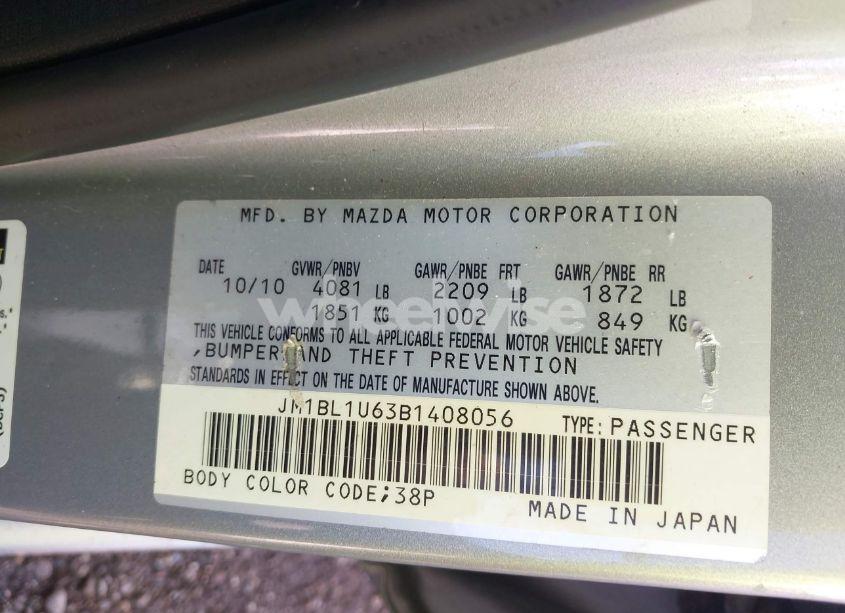 MFD. BY MAZDA MOTOR CORPORATION
DATE GVWR/PNBV GAWR/PNBE FRT GAWR/PNBE RR
10/10 4081 LB 2209 LB 1872 LB
1851 KG 1002 KG 849 KG
wheelwise
THIS VEHICLE CONFORMS TO ALL APPLICABLE FEDERAL MOTOR VEHICLE SAFETY
,BUMPER AND THEFT PREVENTION
STANDARDS IN EFFECT ON THE DATE OF MANUFACTURE SHOWN ABOVE.
JM1BL1U63B1408056 TYPE: PASSENGER
BODY COLOR CODE;38P
MADE IN JAPAN